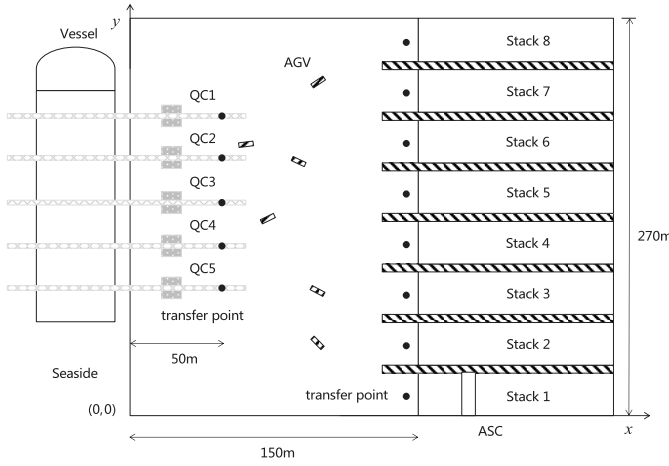 y
Vessel
Stack 8
AGV
QC1
Stack 7
QC2
Stack 6
QC3
Stack 5
QC4
270m
Stack 4
QC5
Stack 3
transfer point
50m
Stack 2
Seaside
transfer point
Stack 1
(0,0)
ASC
x
150m